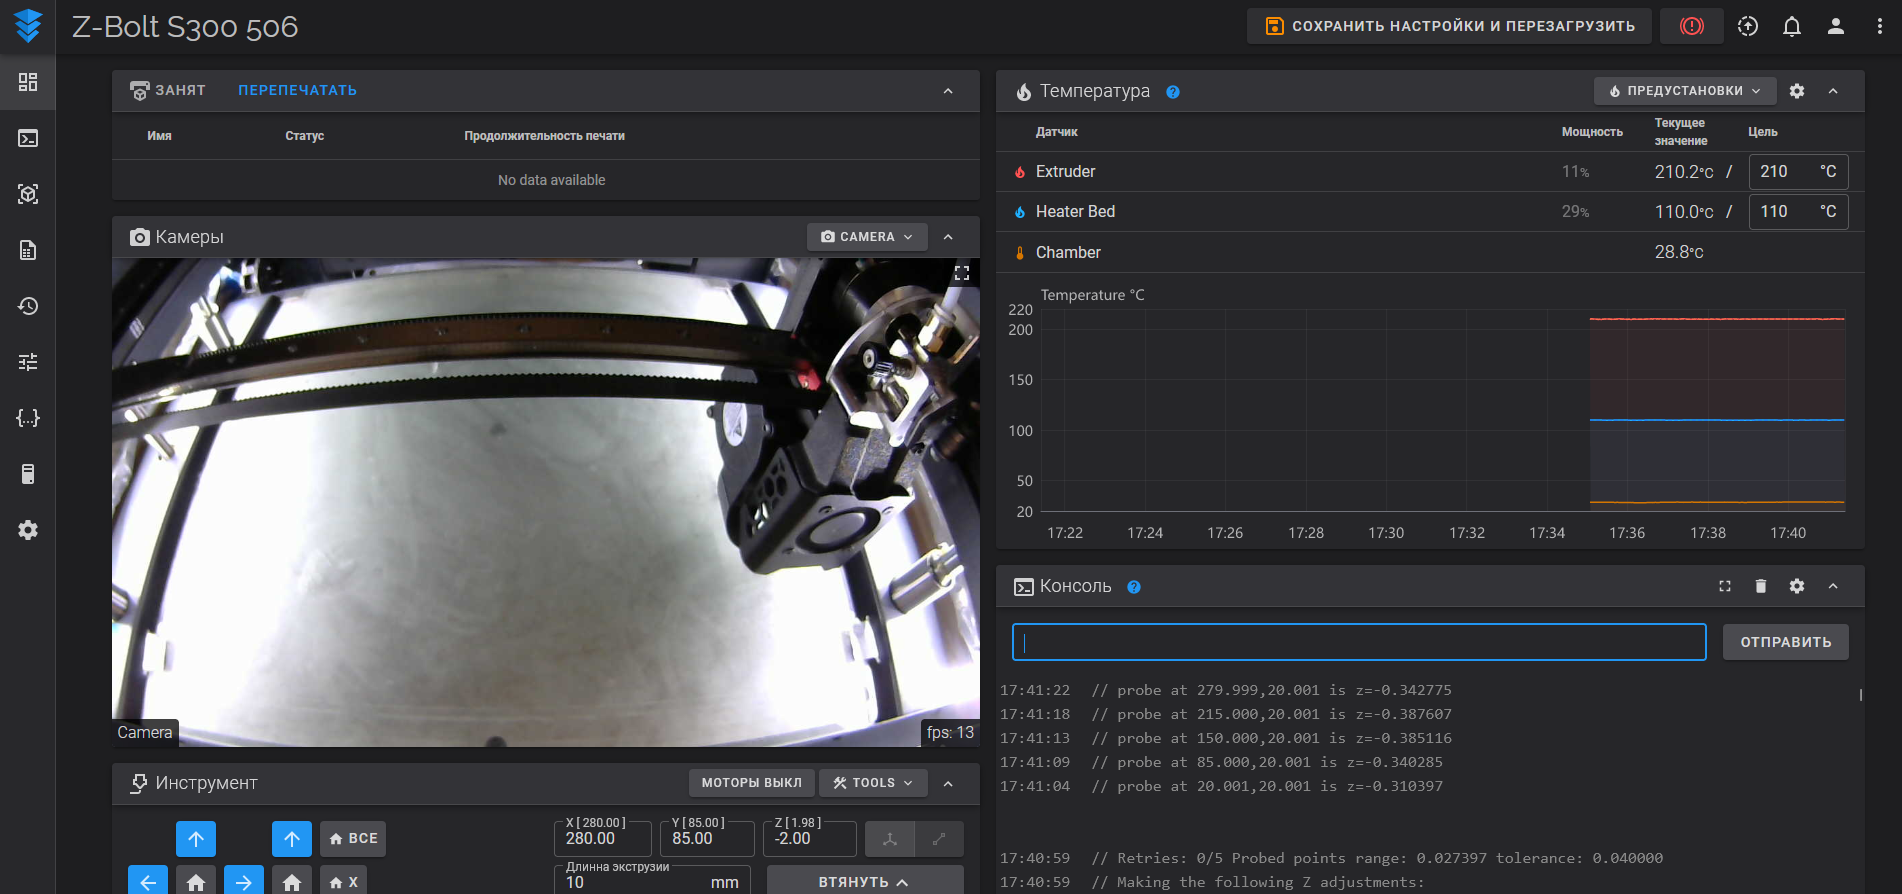 Z-Bolt S300 506
СОХРАНИТЬ НАСТРОЙКИ И ПЕРЕЗАГРУЗИТЬ
ЗАНЯТ ПЕРЕПЕЧАТАТЬ
Имя Статус Продолжительность печати
No data available
Камеры CAMERA
Camera fps: 13
Инструмент МОТОРЫ ВЫКЛ TOOLS
ВСЕ
X [ 280.00 ] Y [ 85.00 ] Z [ 1.98 ]
280.00 85.00 -2.00
X
Длинна экструзии
10 mm ВТЯНУТЬ
Температура ПРЕДУСТАНОВКИ
Датчик Мощность Текущее значение Цель
Extruder 11% 210.2°C / 210 °C
Heater Bed 29% 110.0°C / 110 °C
Chamber 28.8°C
Temperature °C
220
200
150
100
50
20
17:22 17:24 17:26 17:28 17:30 17:32 17:34 17:36 17:38 17:40
Консоль
ОТПРАВИТЬ
17:41:22 // probe at 279.999,20.001 is z=-0.342775
17:41:18 // probe at 215.000,20.001 is z=-0.387607
17:41:13 // probe at 150.000,20.001 is z=-0.385116
17:41:09 // probe at 85.000,20.001 is z=-0.340285
17:41:04 // probe at 20.001,20.001 is z=-0.310397
17:40:59 // Retries: 0/5 Probed points range: 0.027397 tolerance: 0.040000
17:40:59 // Making the following Z adjustments: